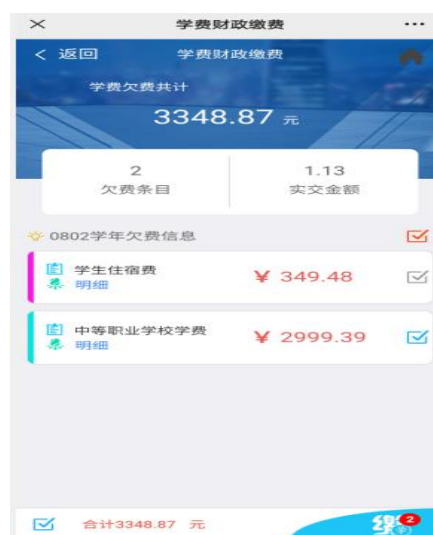 学费财政缴费
返回 学费财政缴费
学费欠费共计
3348.87 元
2 1.13
欠费条目 实交金额
0802学年欠费信息
学生住宿费
明细
¥ 349.48
中等职业学校学费
明细
¥ 2999.39
合计3348.87 元
2